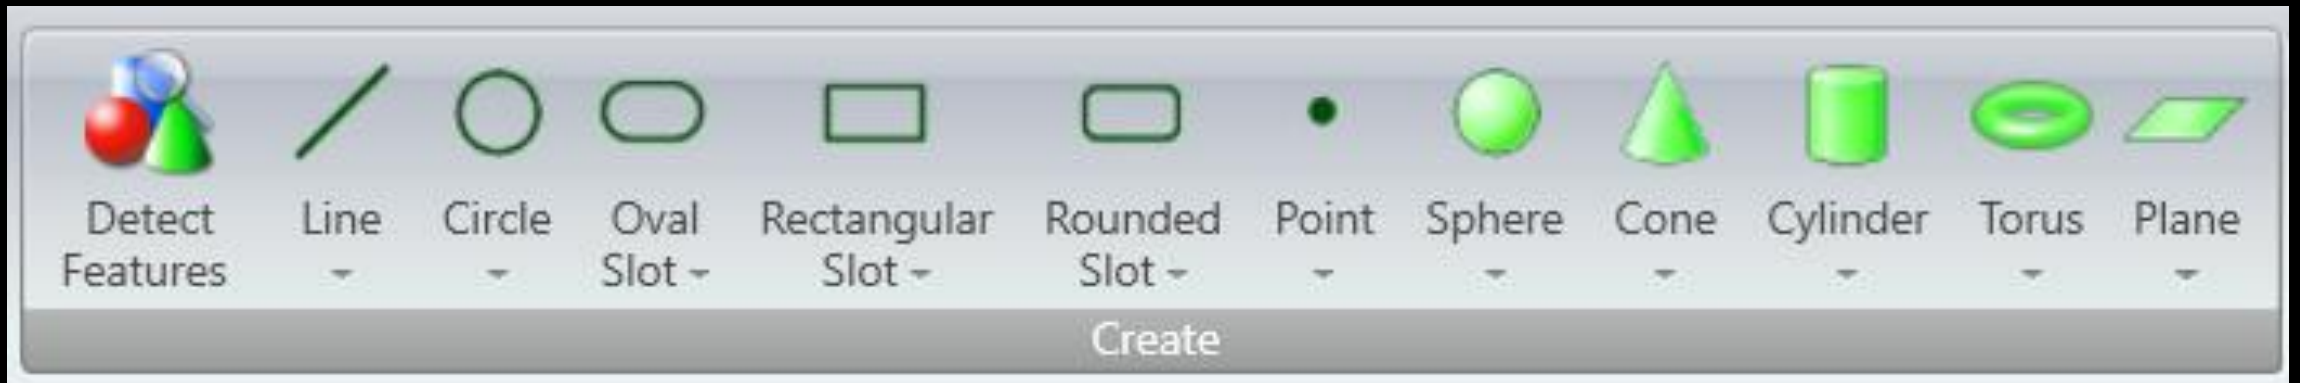 Detect
Features
Line
Circle
Oval
Slot
Rectangular
Slot
Rounded
Slot
Point
Sphere
Cone
Cylinder
Torus
Plane
Create